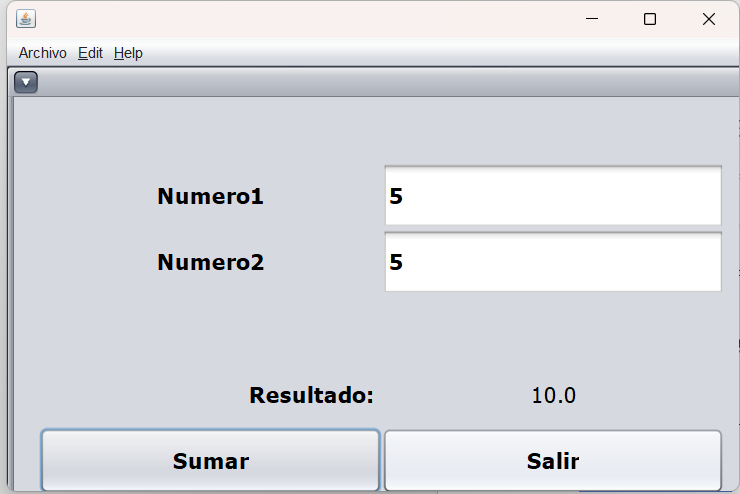 Archivo Edit Help
Numero1 5
Numero2 5
Resultado: 10.0
Sumar Salir